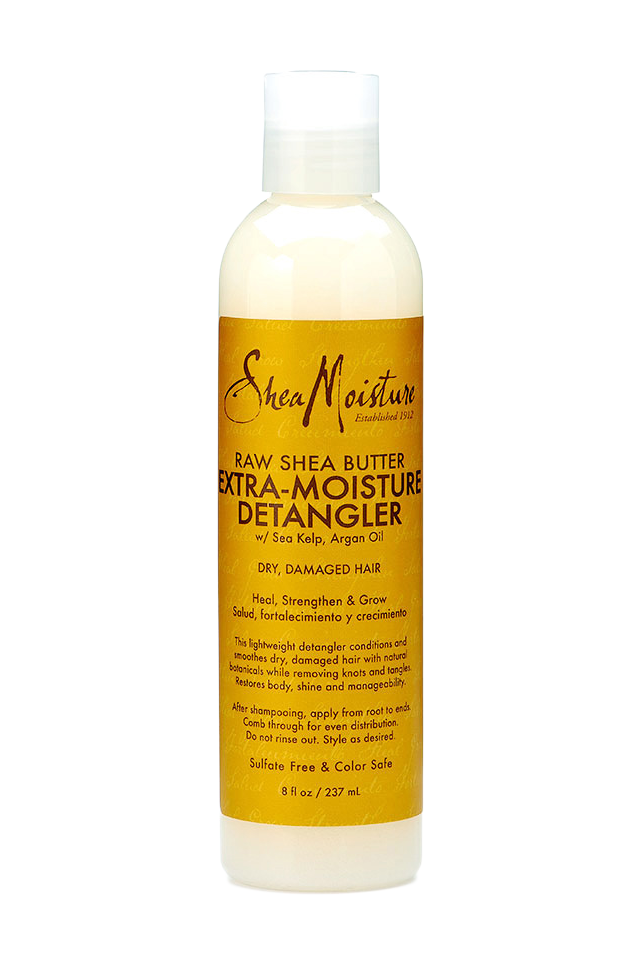 Shea Moisture
Established 1912
RAW SHEA BUTTER
EXTRA-MOISTURE
DETANGLER
w/ Sea Kelp, Argan Oil
DRY, DAMAGED HAIR
Heal, Strengthen & Grow
Salud, fortalecimiento y crecimiento
This lightweight detangler conditions and
smoothes dry, damaged hair with natural
botanicals while removing knots and tangles.
Restores body, shine and manageability.
After shampooing, apply from root to ends.
Comb through for even distribution.
Do not rinse out. Style as desired.
Sulfate Free & Color Safe
8 fl oz / 237 mL